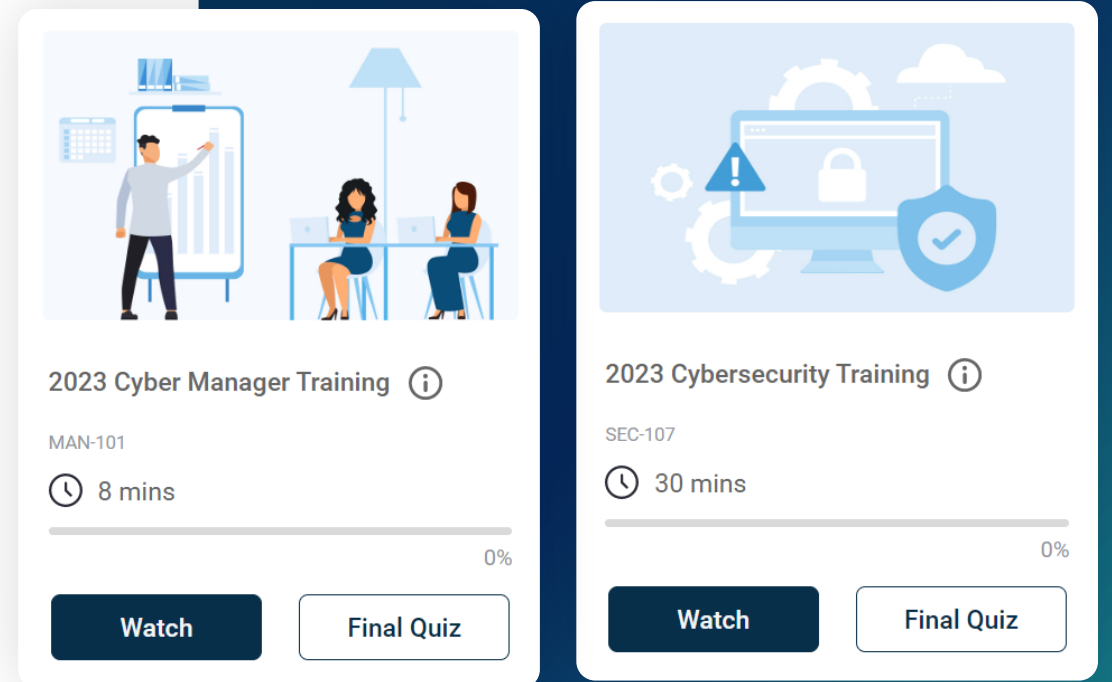 2023 Cyber Manager Training
MAN-101
8 mins
0%
Watch
Final Quiz
2023 Cybersecurity Training
SEC-107
30 mins
0%
Watch
Final Quiz